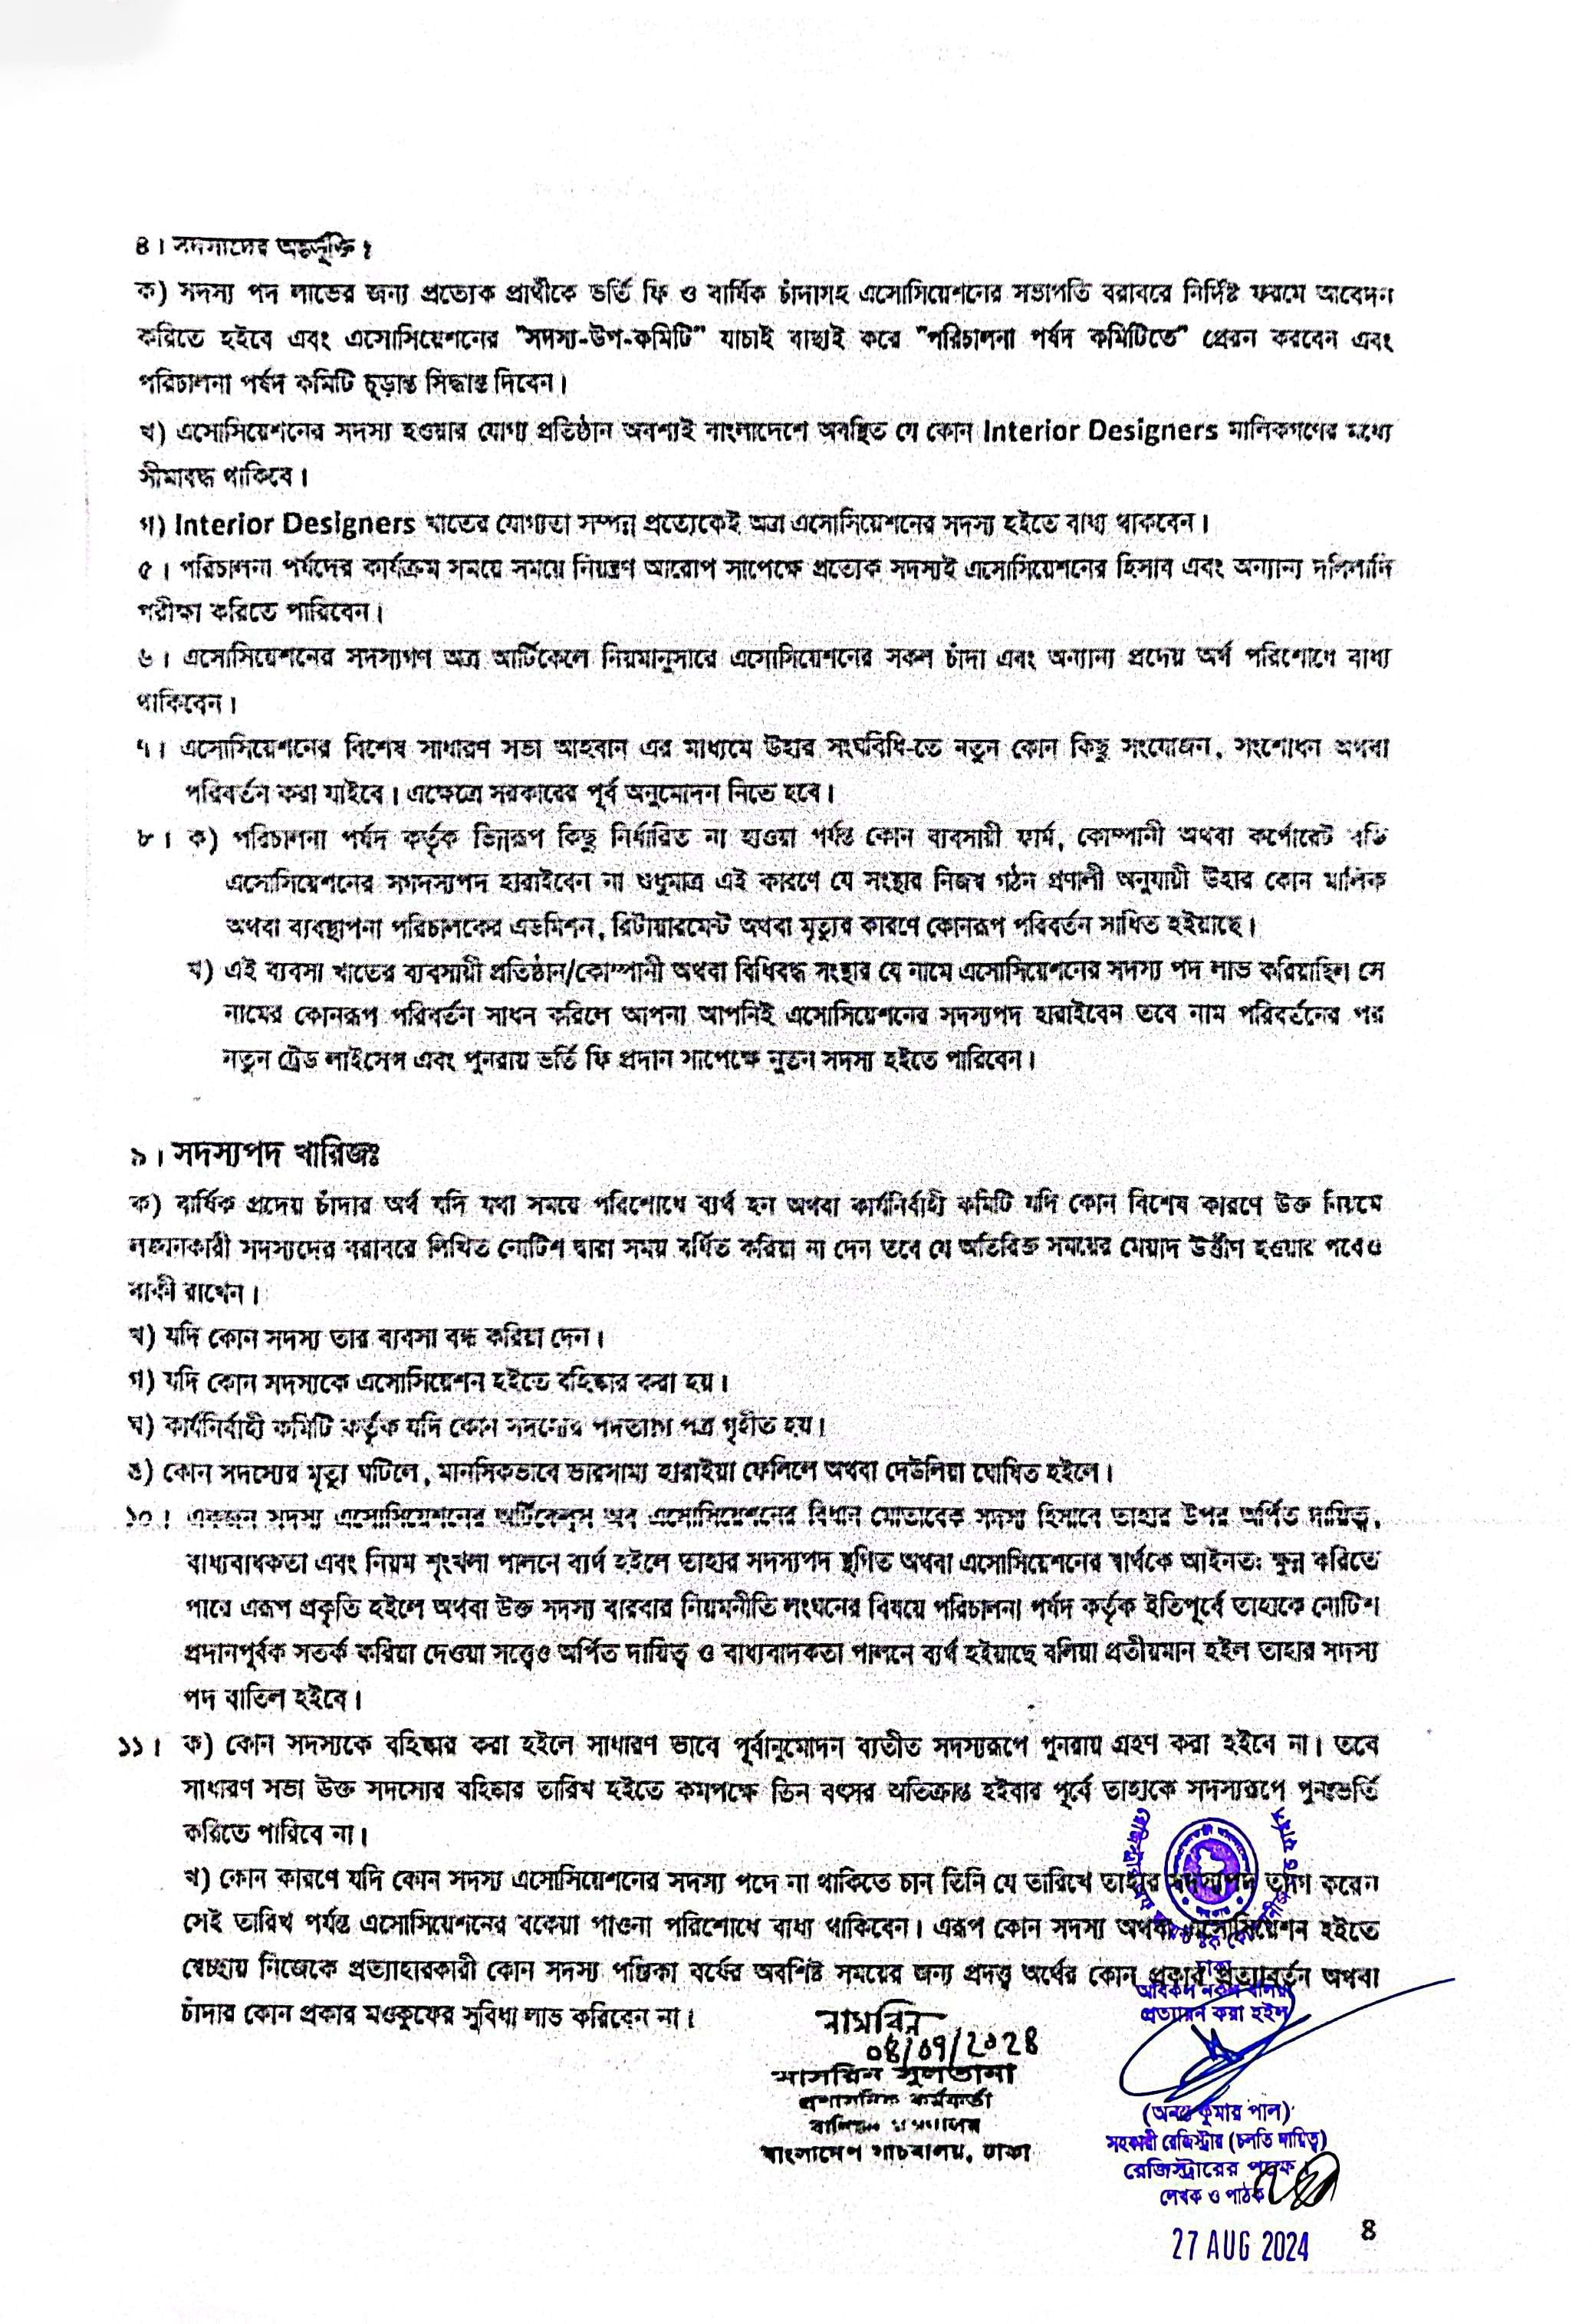 ৪। সদস্যদের অন্তর্ভূক্তি :
ক) সদস্য পদ লাভের জন্য প্রত্যেক প্রার্থীকে ভর্তি ফি ও বার্ষিক চাঁদাসহ এসোসিয়েশনের সভাপতি বরাবরে নির্দিষ্ট ফরমে আবেদন
করিতে হইবে এবং এসোসিয়েশনের "সদস্য-উপ-কমিটি" যাচাই বাছাই করে "পরিচালনা পর্ষদ কমিটিতে" প্রেরন করবেন এবং
পরিচালনা পর্ষদ কমিটি চূড়ান্ত সিদ্ধান্ত দিবেন।
খ) এসোসিয়েশনের সদস্য হওয়ার যোগ্য প্রতিষ্ঠান অবশ্যই বাংলাদেশে অবস্থিত যে কোন Interior Designers মালিকগণের মধ্যে
সীমাবদ্ধ থাকিবে।
গ) Interior Designers খাতের যোগ্যতা সম্পন্ন প্রত্যেকেই অত্র এসোসিয়েশনের সদস্য হইতে বাধ্য থাকবেন।
৫। পরিচালনা পর্ষদের কার্যক্রম সময়ে সময়ে নিয়ন্ত্রণ আরোপ সাপেক্ষে প্রত্যেক সদস্যই এসোসিয়েশনের হিসাব এবং অন্যান্য দলিলাদি
পরীক্ষা করিতে পারিবেন।
৬। এসোসিয়েশনের সদস্যগণ অত্র আর্টিকেলে নিয়মানুসারে এসোসিয়েশনের সকল চাঁদা এবং অন্যান্য প্রদেয় অর্থ পরিশোধে বাধ্য
থাকিবেন।
৭। এসোসিয়েশনের বিশেষ সাধারণ সভা আহবান এর মাধ্যমে উহার সংঘবিধি-তে নতুন কোন কিছু সংযোজন, সংশোধন অথবা
পরিবর্তন করা যাইবে। এক্ষেত্রে সরকারের পূর্ব অনুমোদন নিতে হবে।
৮। ক) পরিচালনা পর্ষদ কর্তৃক ভিন্নরূপ কিছু নির্ধারিত না হাওয়া পর্যন্ত কোন ব্যবসায়ী ফার্ম, কোম্পানী অথবা কর্পোরেট বডি
এসোসিয়েশনের সসদস্যপদ হারাইবেন না শুধুমাত্র এই কারণে যে সংস্থার নিজস্ব গঠন প্রণালী অনুযায়ী উহার কোন মালিক
অথবা ব্যবস্থাপনা পরিচালকের এডমিশন, রিটায়ারমেন্ট অথবা মৃত্যুর কারণে কোনরূপ পরিবর্তন সাধিত হইয়াছে।
খ) এই ব্যবসা খাতের ব্যবসায়ী প্রতিষ্ঠান/কোম্পানী অথবা বিধিবদ্ধ সংস্থার যে নামে এসোসিয়েশনের সদস্য পদ লাভ করিয়াছিল সে
নামের কোনরূপ পরিবর্তন সাধন করিলে আপনা আপনিই এসোসিয়েশনের সদস্যপদ হারাইবেন তবে নাম পরিবর্তনের পর
নতুন ট্রেড লাইসেন্স এবং পুনরায় ভর্তি ফি প্রদান সাপেক্ষে নুতন সদস্য হইতে পারিবেন।
৯। সদস্যপদ খারিজঃ
ক) বার্ষিক প্রদেয় চাঁদার অর্থ যদি যথা সময়ে পরিশোধে ব্যর্থ হন অথবা কার্যনির্বাহী কমিটি যদি কোন বিশেষ কারণে উক্ত নিয়মে
লঙ্ঘনকারী সদস্যদের বরাবরে লিখিত নোটিশ দ্বারা সময় বর্ধিত করিয়া না দেন তবে যে অতিরিক্ত সময়ের মেয়াদ উত্তীর্ণ হওয়ার পরেও
বাকী রাখেন।
খ) যদি কোন সদস্য তার ব্যবসা বন্ধ করিয়া দেন।
গ) যদি কোন সদস্যকে এসোসিয়েশন হইতে বহিষ্কার করা হয়।
ঘ) কার্যনির্বাহী কমিটি কর্তৃক যদি কোন সদস্যের পদত্যাগ পত্র গৃহীত হয়।
ঙ) কোন সদস্যের মৃত্যু ঘটিলে, মানসিকভাবে ভারসাম্য হারাইয়া ফেলিলে অথবা দেউলিয়া ঘোষিত হইলে।
১০। একজন সদস্য এসোসিয়েশনের আর্টিকেলস অব এসোসিয়েশনের বিধান মোতাবেক সদস্য হিসাবে তাহার উপর অর্পিত দায়িত্ব,
বাধ্যবাধকতা এবং নিয়ম শৃংখলা পালনে ব্যর্থ হইলে তাহার সদস্যপদ স্থগিত অথবা এসোসিয়েশনের স্বার্থকে আইনতঃ ক্ষুন্ন করিতে
পারে এরূপ প্রকৃতি হইলে অথবা উক্ত সদস্য বারবার নিয়মনীতি লংঘনের বিষয়ে পরিচালনা পর্ষদ কর্তৃক ইতিপূর্বে তাহাকে নোটিশ
প্রদানপূর্বক সতর্ক করিয়া দেওয়া সত্ত্বেও অর্পিত দায়িত্ব ও বাধ্যবাদকতা পালনে ব্যর্থ হইয়াছে বলিয়া প্রতীয়মান হইল তাহার সদস্য
পদ বাতিল হইবে।
১১। ক) কোন সদস্যকে বহিষ্কার করা হইলে সাধারণ ভাবে পূর্বানুমোদন ব্যতীত সদস্যরূপে পুনরায় গ্রহণ করা হইবে না। তবে
সাধারণ সভা উক্ত সদস্যের বহিষ্কার তারিখ হইতে কমপক্ষে তিন বৎসর অতিক্রান্ত হইবার পূর্বে তাহাকে সদস্যরূপে পুনঃভর্তি
করিতে পারিবে না।
খ) কোন কারণে যদি কোন সদস্য এসোসিয়েশনের সদস্য পদে না থাকিতে চান তিনি যে তারিখে তাহার সদস্যপদ ত্যাগ করেন
সেই তারিখ পর্যন্ত এসোসিয়েশনের বকেয়া পাওনা পরিশোধে বাধ্য থাকিবেন। এরূপ কোন সদস্য অথবা এসোসিয়েশন হইতে
স্বেচ্ছায় নিজেকে প্রত্যাহারকারী কোন সদস্য পঞ্জিকা বর্ষের অবশিষ্ট সময়ের জন্য প্রদত্ত্ব অর্থের কোন প্রকার প্রত্যাবর্তন অথবা
চাঁদার কোন প্রকার মওকুফের সুবিধা লাভ করিবেন না।
ঢাকা
অবিকল নকল বলিয়া
প্রত্যায়ন করা হইল
নাসরিন
০৪/০৭/২০২৪
নাসরিন সুলতানা
প্রশাসনিক কর্মকর্তা
বাংলাদেশ সচিবালয়, ঢাকা
(অনন্ত কুমার পাল)
সহকারী রেজিস্ট্রার (চলতি দায়িত্ব)
রেজিস্ট্রারের পক্ষে
লেখক ও পাঠক
27 AUG 2024
৪